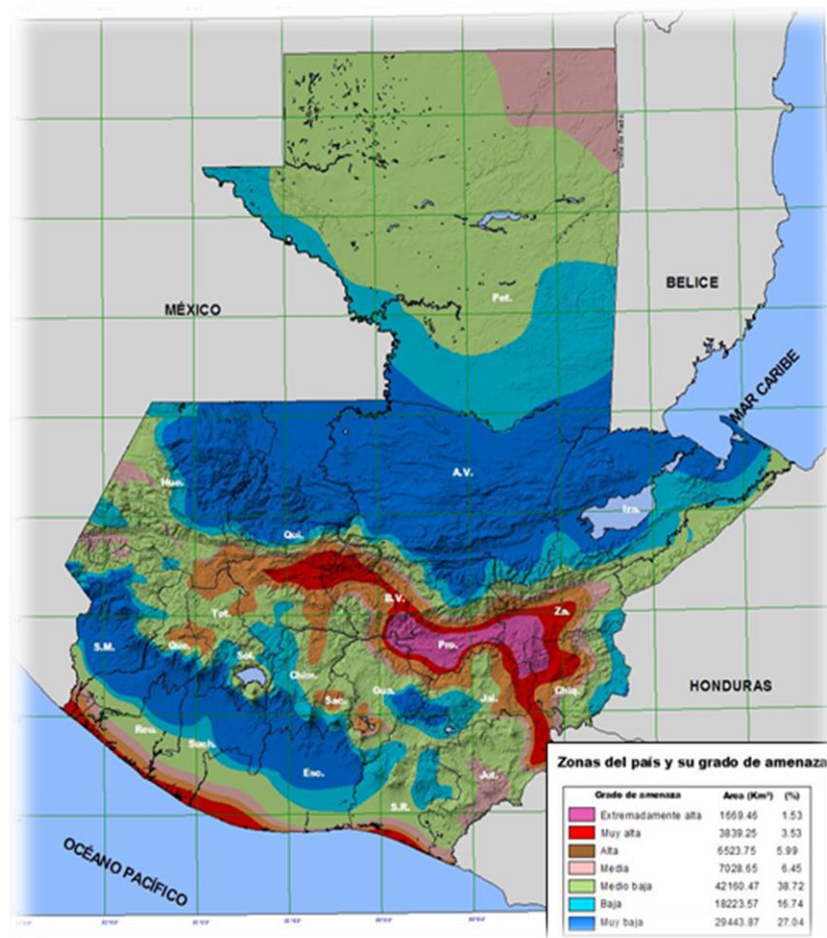 MÉXICO
BELICE
MAR CARIBE
HONDURAS
OCÉANO PACÍFICO
Pet.
A.V.
Hue.
Iza.
Qui.
B.V.
Za.
Tot.
Pro.
S.M.
Que.
Sol.
Chim.
Gua.
Jal.
Chiq.
Sac.
Reu.
Such.
Esc.
Jut.
S.R.
Zonas del país y su grado de amenaza
Grado de amenaza Area (Km²) (%)
Extremadamente alta 1669.46 1.53
Muy alta 3839.25 3.53
Alta 6523.75 5.99
Media 7028.65 6.45
Medio baja 42160.47 38.72
Baja 18223.57 16.74
Muy baja 29443.87 27.04